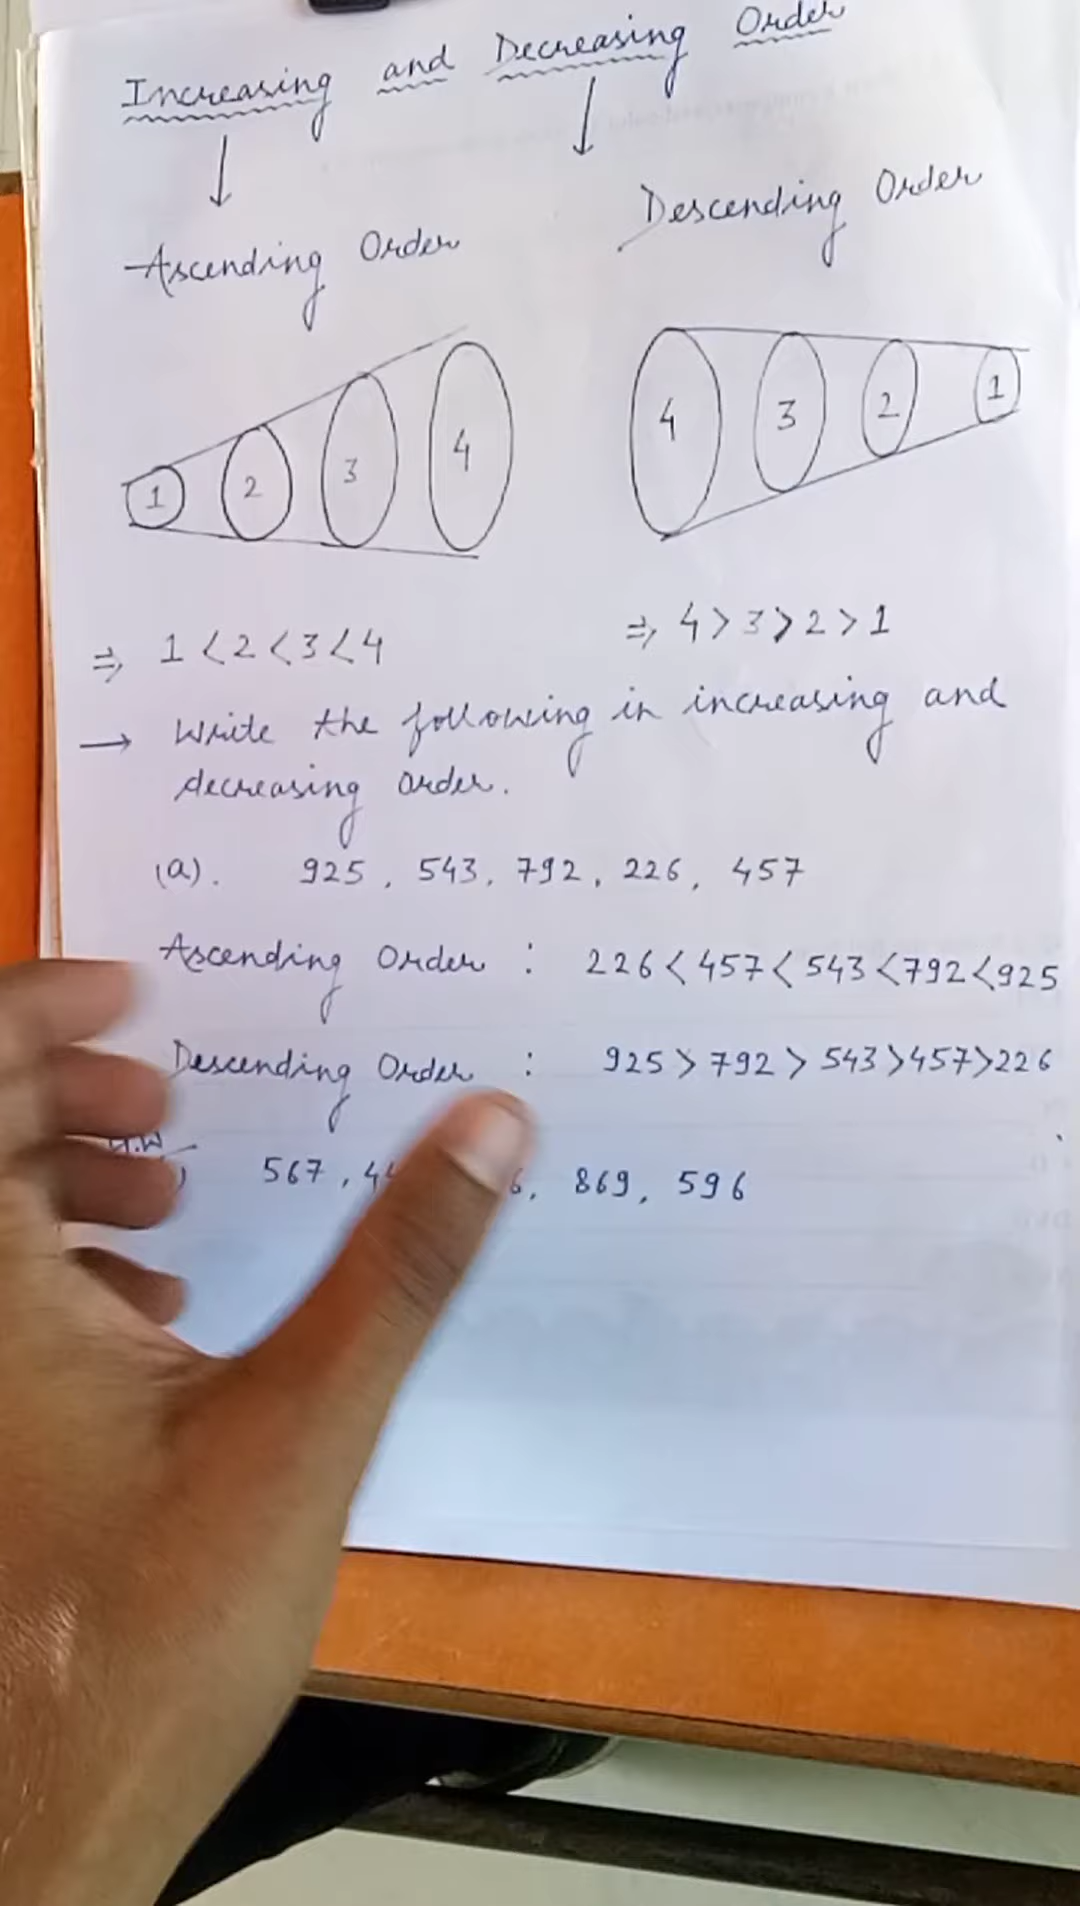 Increasing and Decreasing Order
↓ ↓
Ascending Order Descending Order
1 2 3 4 4 3 2 1
⇒ 1 < 2 < 3 < 4 ⇒ 4 > 3 > 2 > 1
→ Write the following in increasing and
decreasing order.
(a). 925, 543, 792, 226, 457
Ascending Order : 226 < 457 < 543 < 792 < 925
Descending Order : 925 > 792 > 543 > 457 > 226
H.W
567, 869, 596